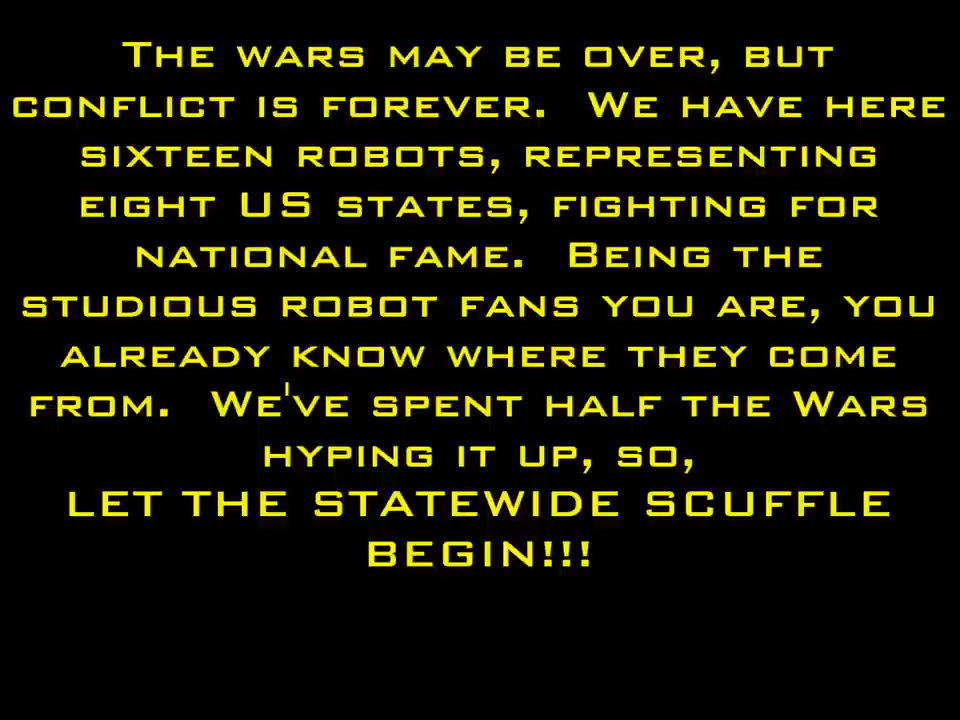 The wars may be over, but
conflict is forever.  We have here
sixteen robots, representing
eight US states, fighting for
national fame.  Being the
studious robot fans you are, you
already know where they come
from.  We've spent half the Wars
hyping it up, so,
LET THE STATEWIDE SCUFFLE
BEGIN!!!